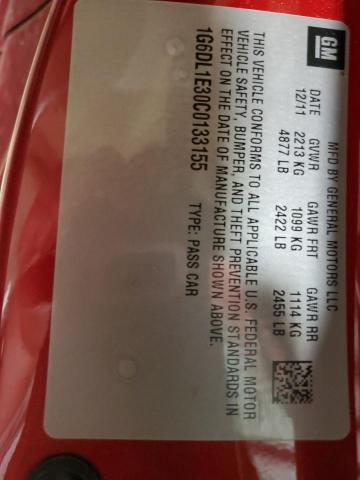 GM
MFD BY GENERAL MOTORS LLC
DATE GVWR GAWR FRT GAWR RR
12/11 2213 KG 1099 KG 1114 KG
4877 LB 2422 LB 2455 LB
THIS VEHICLE CONFORMS TO ALL APPLICABLE U.S. FEDERAL MOTOR
VEHICLE SAFETY, BUMPER, AND THEFT PREVENTION STANDARDS IN
EFFECT ON THE DATE OF MANUFACTURE SHOWN ABOVE.
1G6DL1E30C0133155 TYPE: PASS CAR